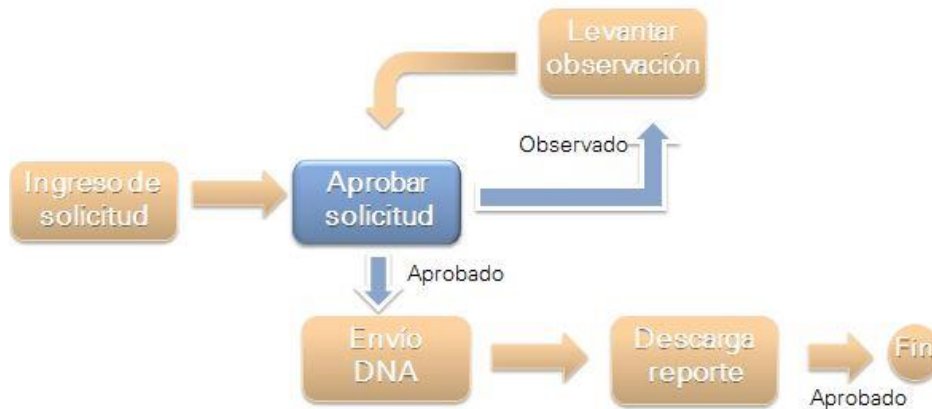 Levantar
observación
Observado
Ingreso de
solicitud
Aprobar
solicitud
Aprobado
Envío
DNA
Descarga
reporte
Fin
Aprobado